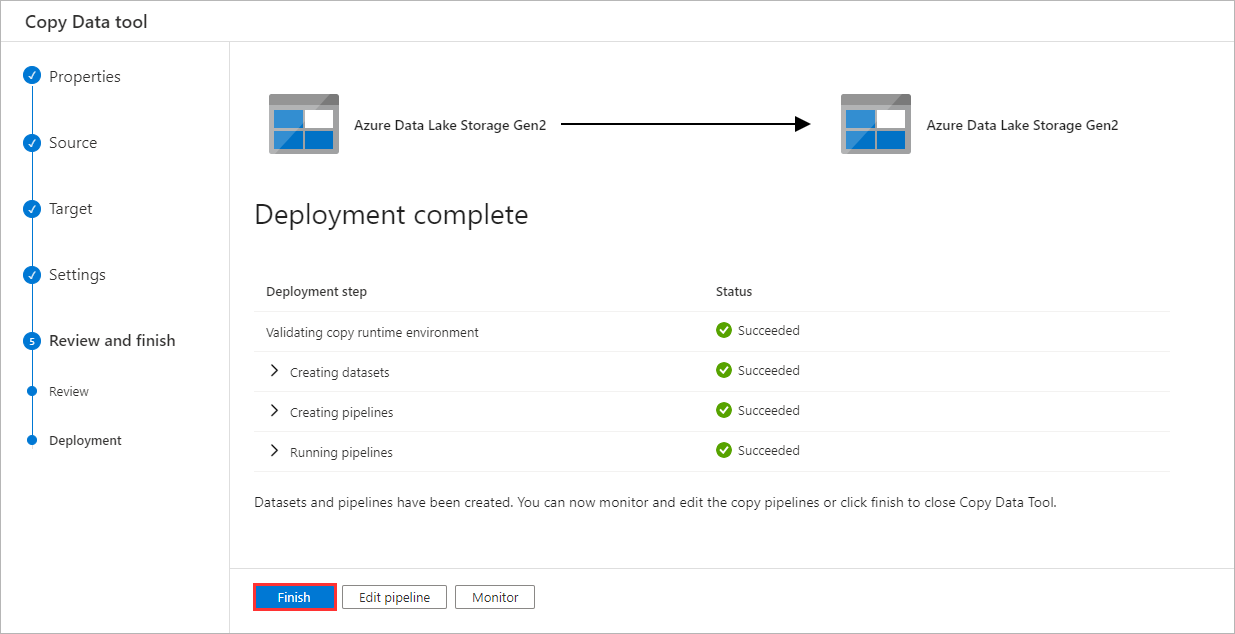 Copy Data tool
Properties
Source
Target
Settings
5 Review and finish
Review
Deployment
Azure Data Lake Storage Gen2
Azure Data Lake Storage Gen2
Deployment complete
Deployment step Status
Validating copy runtime environment Succeeded
Creating datasets Succeeded
Creating pipelines Succeeded
Running pipelines Succeeded
Datasets and pipelines have been created. You can now monitor and edit the copy pipelines or click finish to close Copy Data Tool.
Finish Edit pipeline Monitor